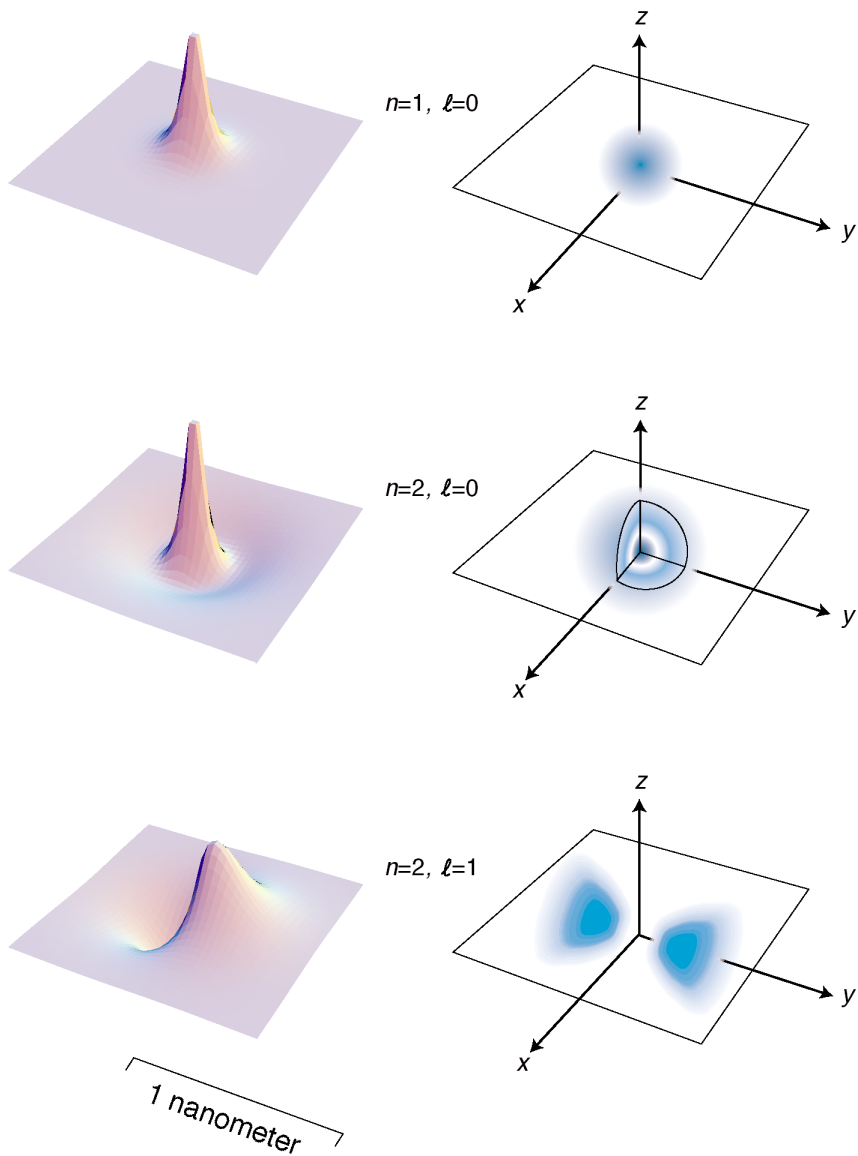 z
n=1, ℓ=0
y
x
z
n=2, ℓ=0
y
x
z
n=2, ℓ=1
y
x
1 nanometer